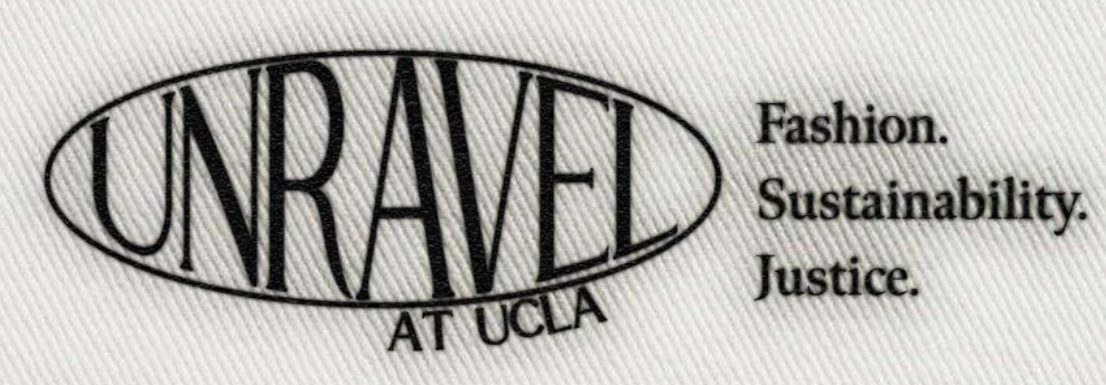 UNRAVEL
AT UCLA
Fashion.
Sustainability.
Justice.